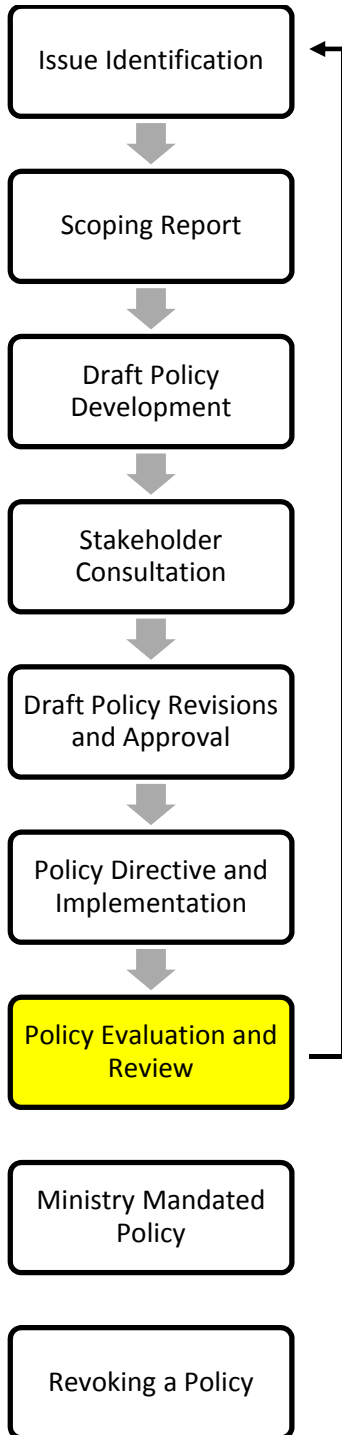 Issue Identification
Scoping Report
Draft Policy
Development
Stakeholder
Consultation
Draft Policy Revisions
and Approval
Policy Directive and
Implementation
Policy Evaluation and
Review
Ministry Mandated
Policy
Revoking a Policy